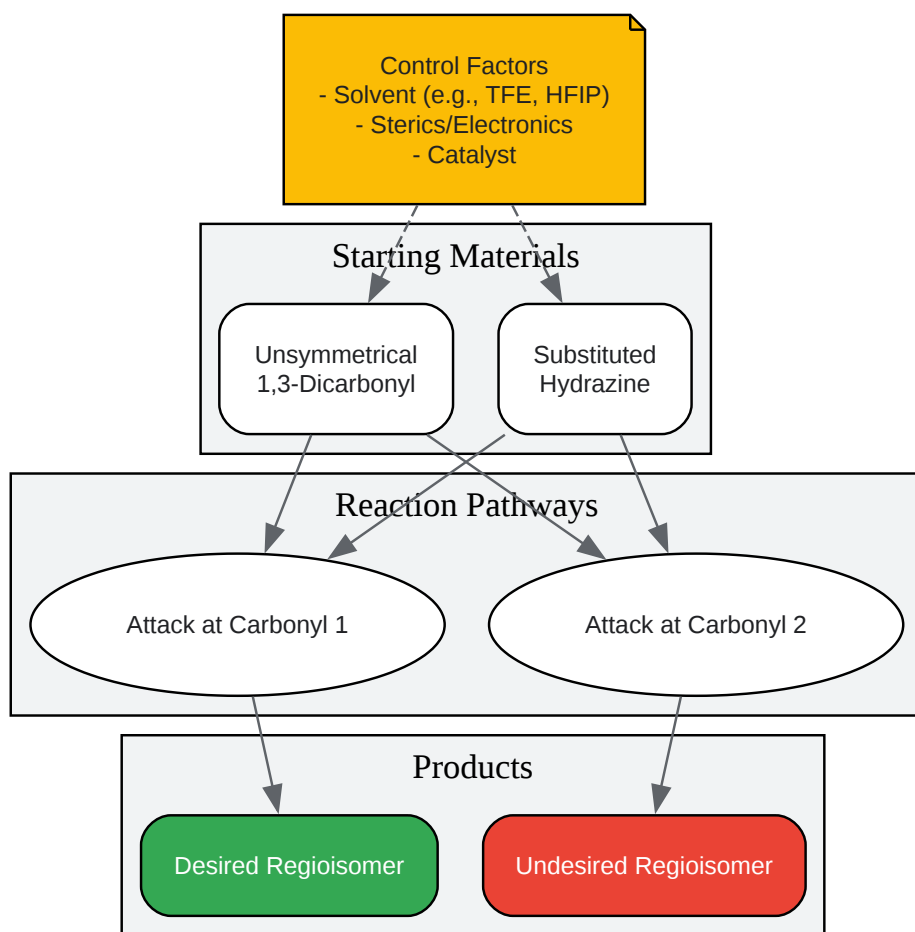 Control Factors
- Solvent (e.g., TFE, HFIP)
- Sterics/Electronics
- Catalyst
Starting Materials
Unsymmetrical
1,3-Dicarbonyl
Substituted
Hydrazine
Reaction Pathways
Attack at Carbonyl 1
Attack at Carbonyl 2
Products
Desired Regioisomer
Undesired Regioisomer